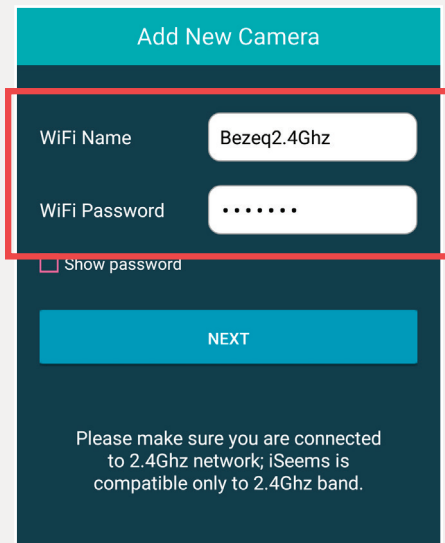 Add New Camera
WiFi Name
Bezeq2.4Ghz
WiFi Password
•••••••
Show password
NEXT
Please make sure you are connected
to 2.4Ghz network; iSeems is
compatible only to 2.4Ghz band.